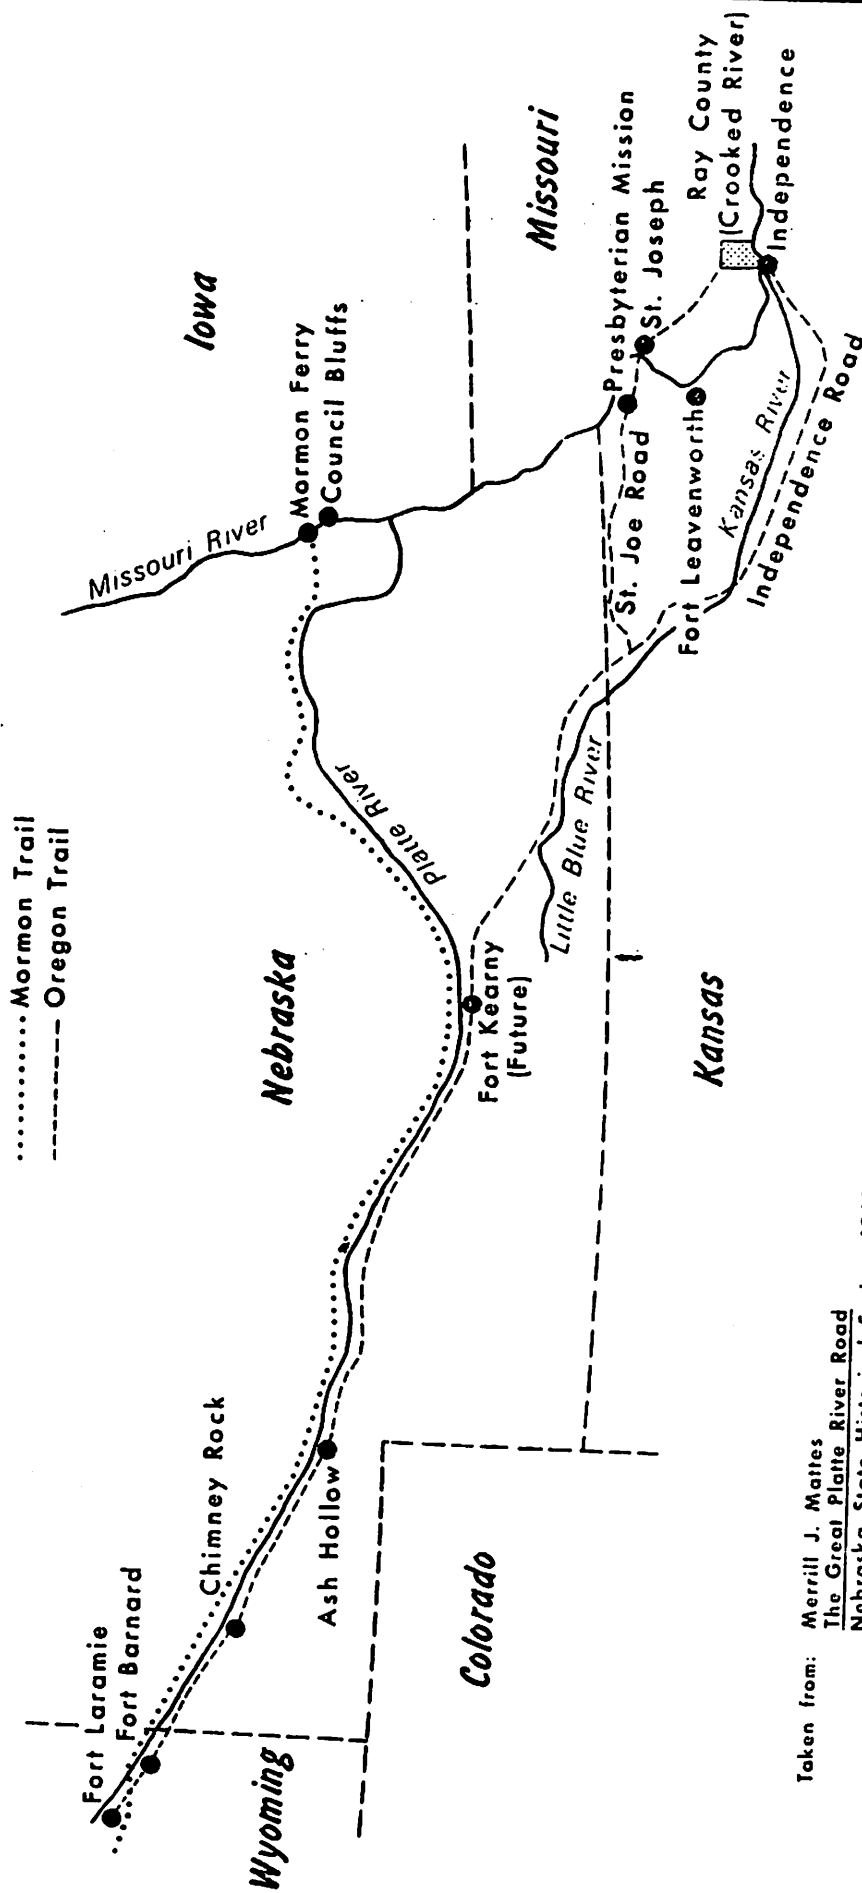 Mormon Trail
Oregon Trail
Iowa
Missouri
Nebraska
Kansas
Colorado
Wyoming
Missouri River
Mormon Ferry
Council Bluffs
Platte River
Presbyterian Mission
St. Joseph
Ray County
(Crooked River)
Independence
St. Joe Road
Fort Leavenworth
Kansas River
Independence Road
Little Blue River
Fort Kearny
(Future)
Ash Hollow
Chimney Rock
Fort Laramie
Fort Barnard
Taken from: Merrill J. Mattes
The Great Platte River Road
Nebraska State Historical